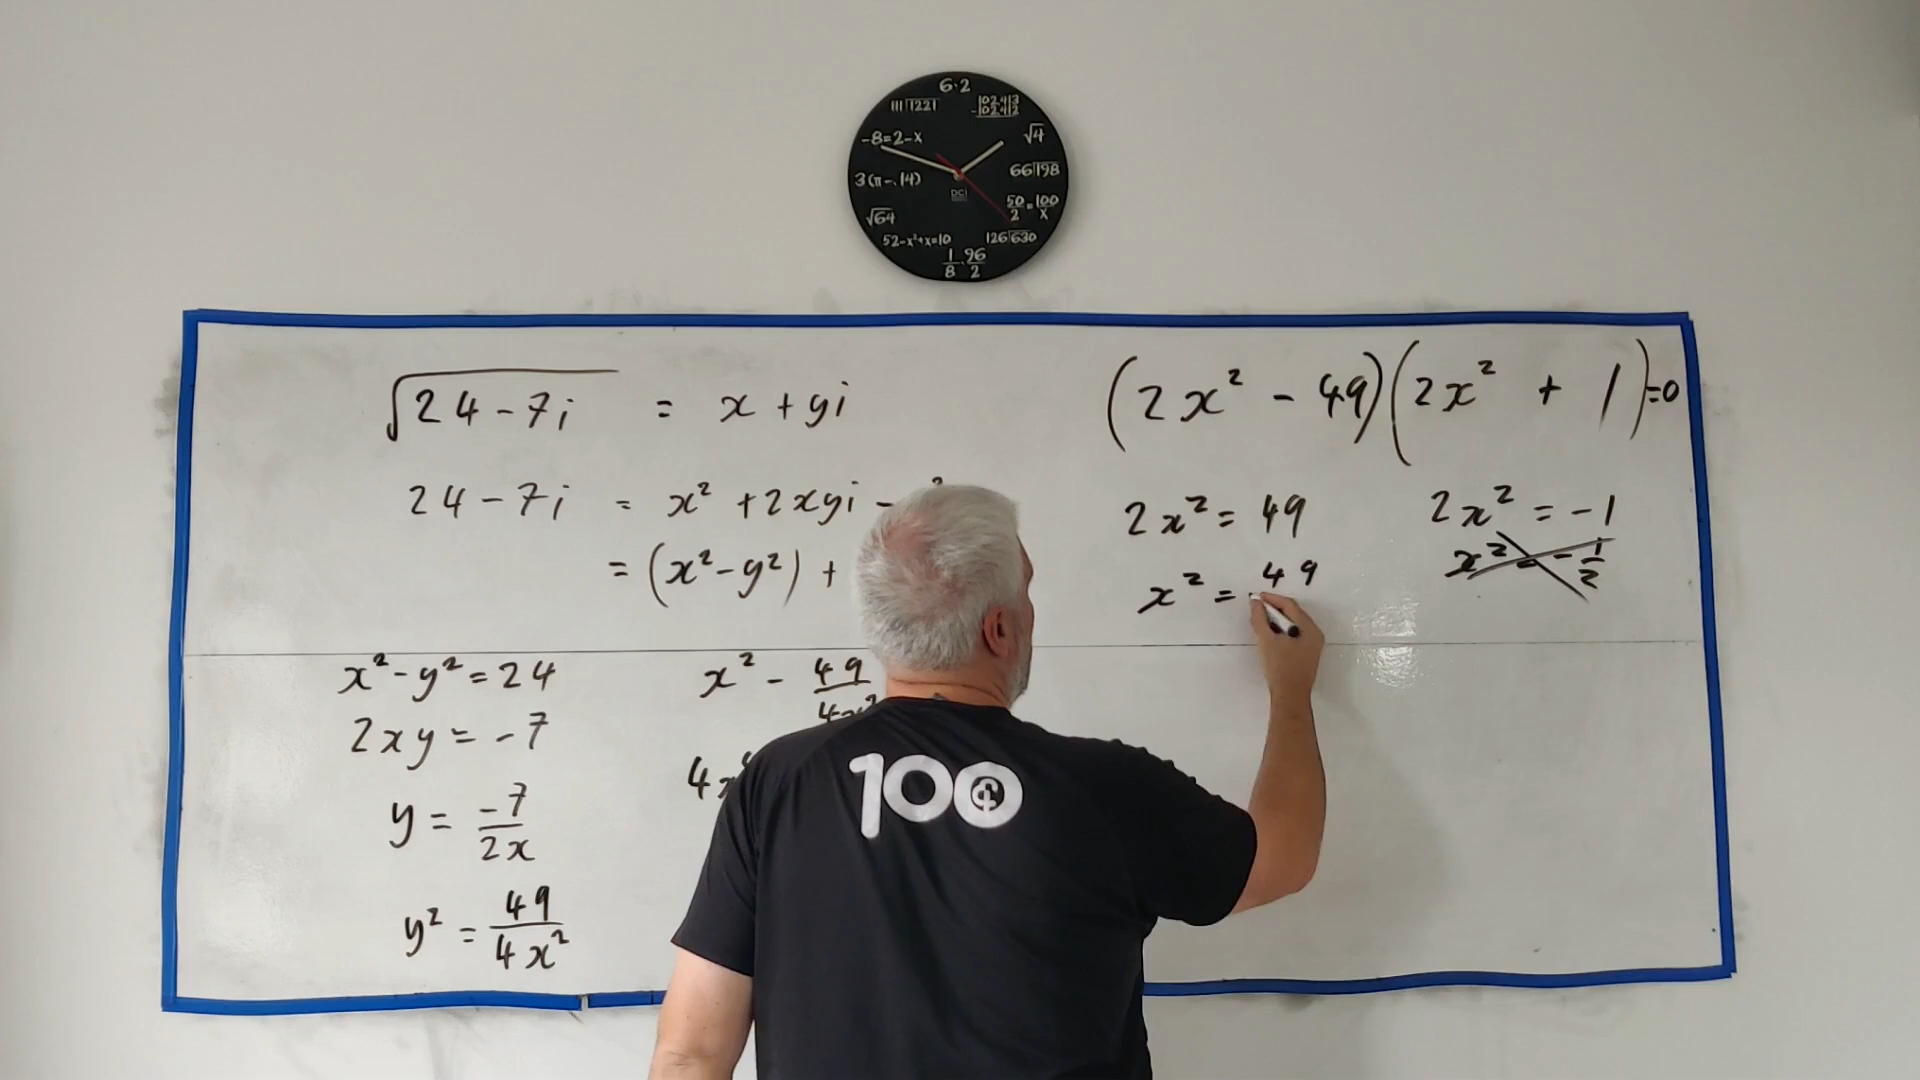 6·2
111⟌1221
102413
-102412
-8=2-x
√4
3(π-.14)
66⟌198
DCI
50/2=100/x
√64
52-x²+x=10
126⟌630
1/8·96/2
√24-7i = x+yi
24-7i = x²+2xyi-
=(x²-y²)+
x²-y²=24
2xy=-7
y=-7/2x
y²=49/4x²
x²-49/4x²
(2x²-49)(2x²+1)=0
2x²=49
2x²=-1
x²=49
x²=-1/2
100